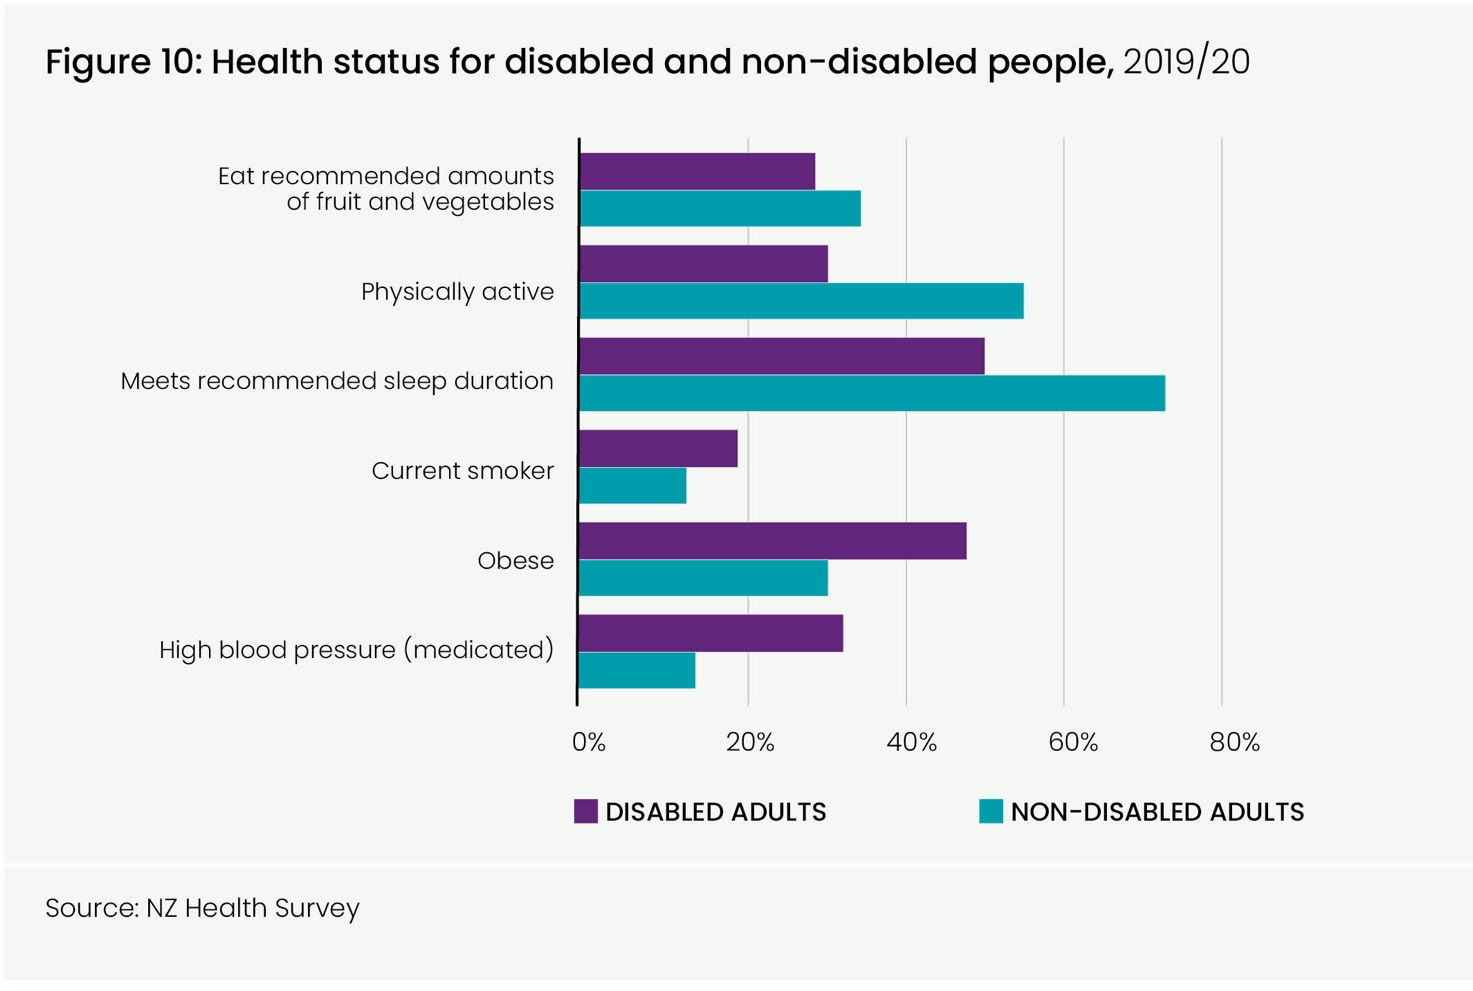 Figure 10: Health status for disabled and non-disabled people, 2019/20
Eat recommended amounts
of fruit and vegetables
Physically active
Meets recommended sleep duration
Current smoker
Obese
High blood pressure (medicated)
0% 20% 40% 60% 80%
DISABLED ADULTS NON-DISABLED ADULTS
Source: NZ Health Survey